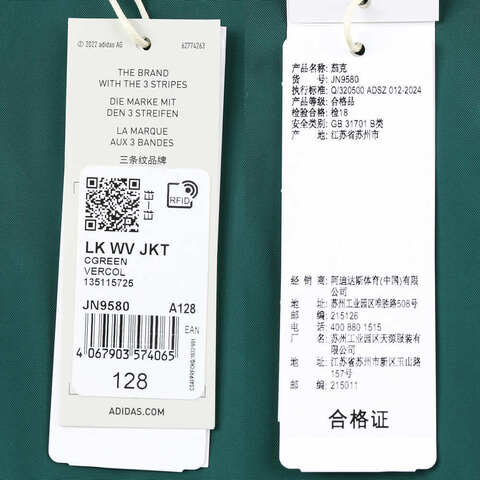 © 2022 adidas AG 62774263
THE BRAND
WITH THE 3 STRIPES
DIE MARKE MIT
DEN 3 STREIFEN
LA MARQUE
AUX 3 BANDES
三条纹品牌
RFID
LK WV JKT
CGREEN
VERCOL
135115725
JN9580 A128
EAN
4 067903 574065
128
ADIDAS.COM
产品名称: 茄克
货 号: JN9580
执行标准: Q/320500 ADSZ 012-2024
产品等级: 合格品
检验合格: 检18
安全类别: GB 31701 B类
产 地: 江苏省苏州市
经 销 商: 阿迪达斯体育(中国)有限
公司
地 址: 苏州工业园区唯胜路508号
邮 编: 215126
电 话: 400 880 1515
厂 名: 苏州工业园区天源服装有
限公司
地 址: 江苏省苏州市新区玉山路
157号
邮 编: 215011
合格证